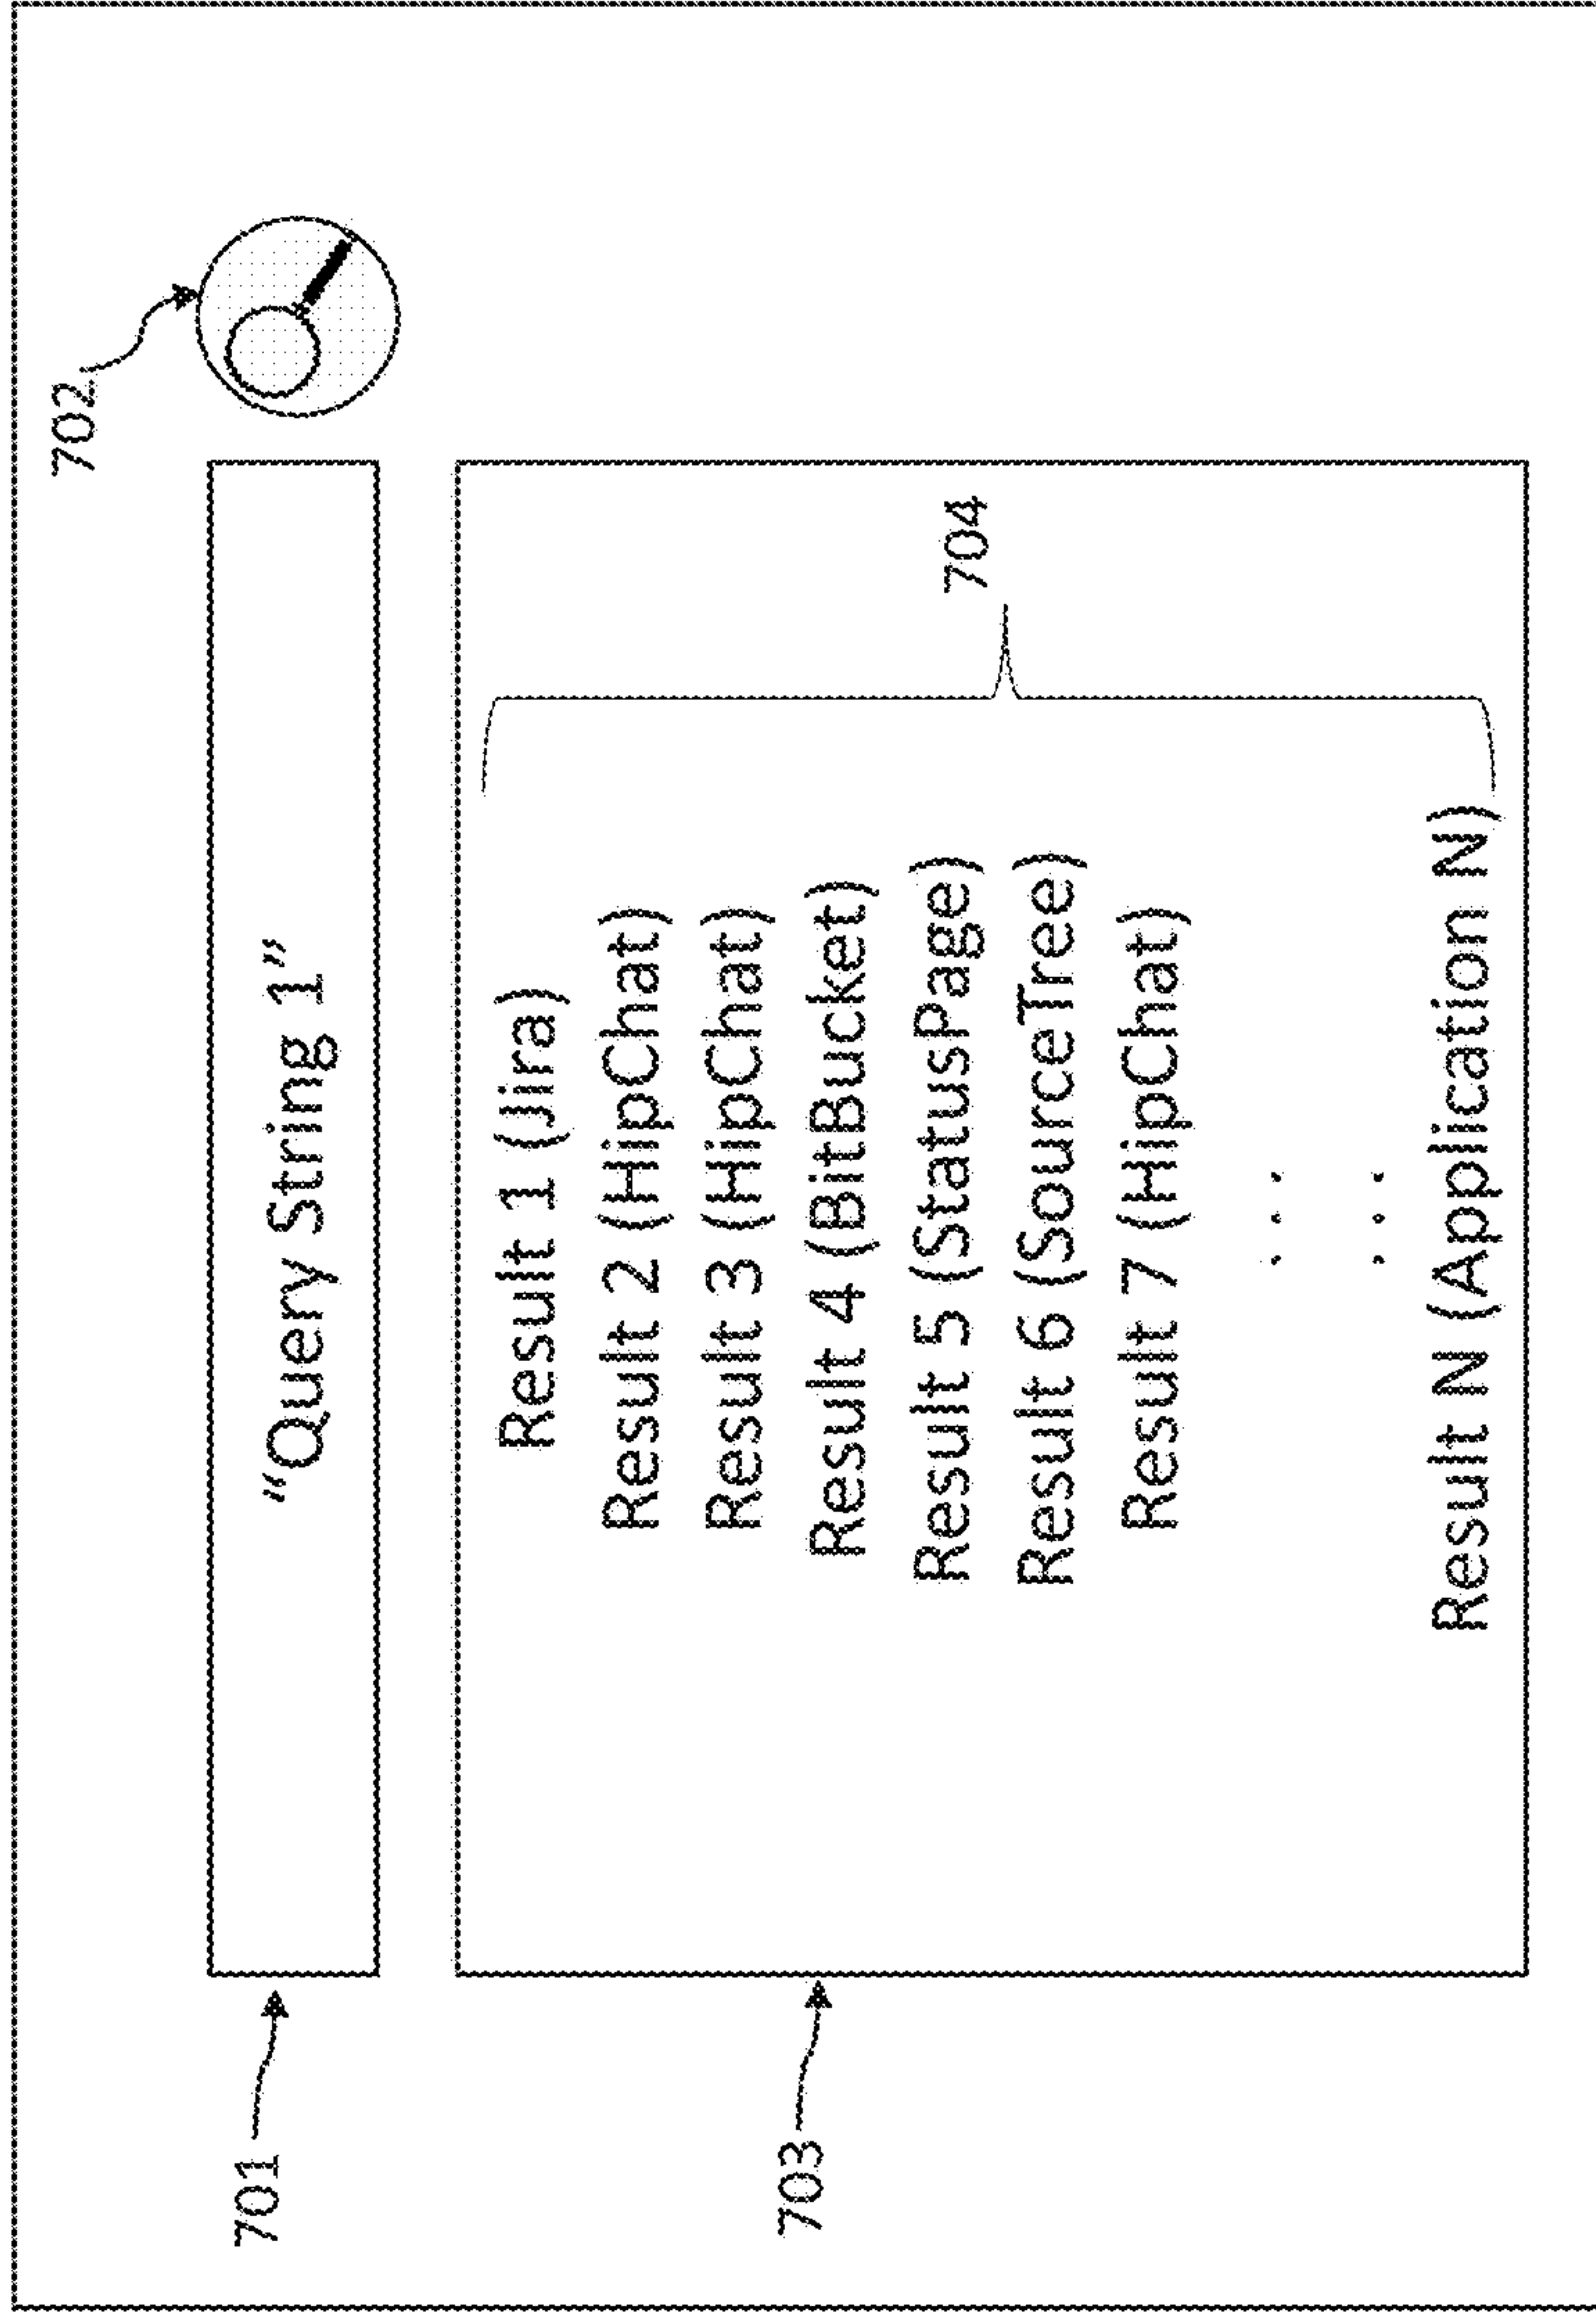 702
701
“Query String 1”
703
Result 1 (Jira)
Result 2 (HipChat)
Result 3 (HipChat)
Result 4 (BitBucket)
Result 5 (StatusPage)
Result 6 (SourceTree)
Result 7 (HipChat)
. . .
. . .
Result N (Application N)
704